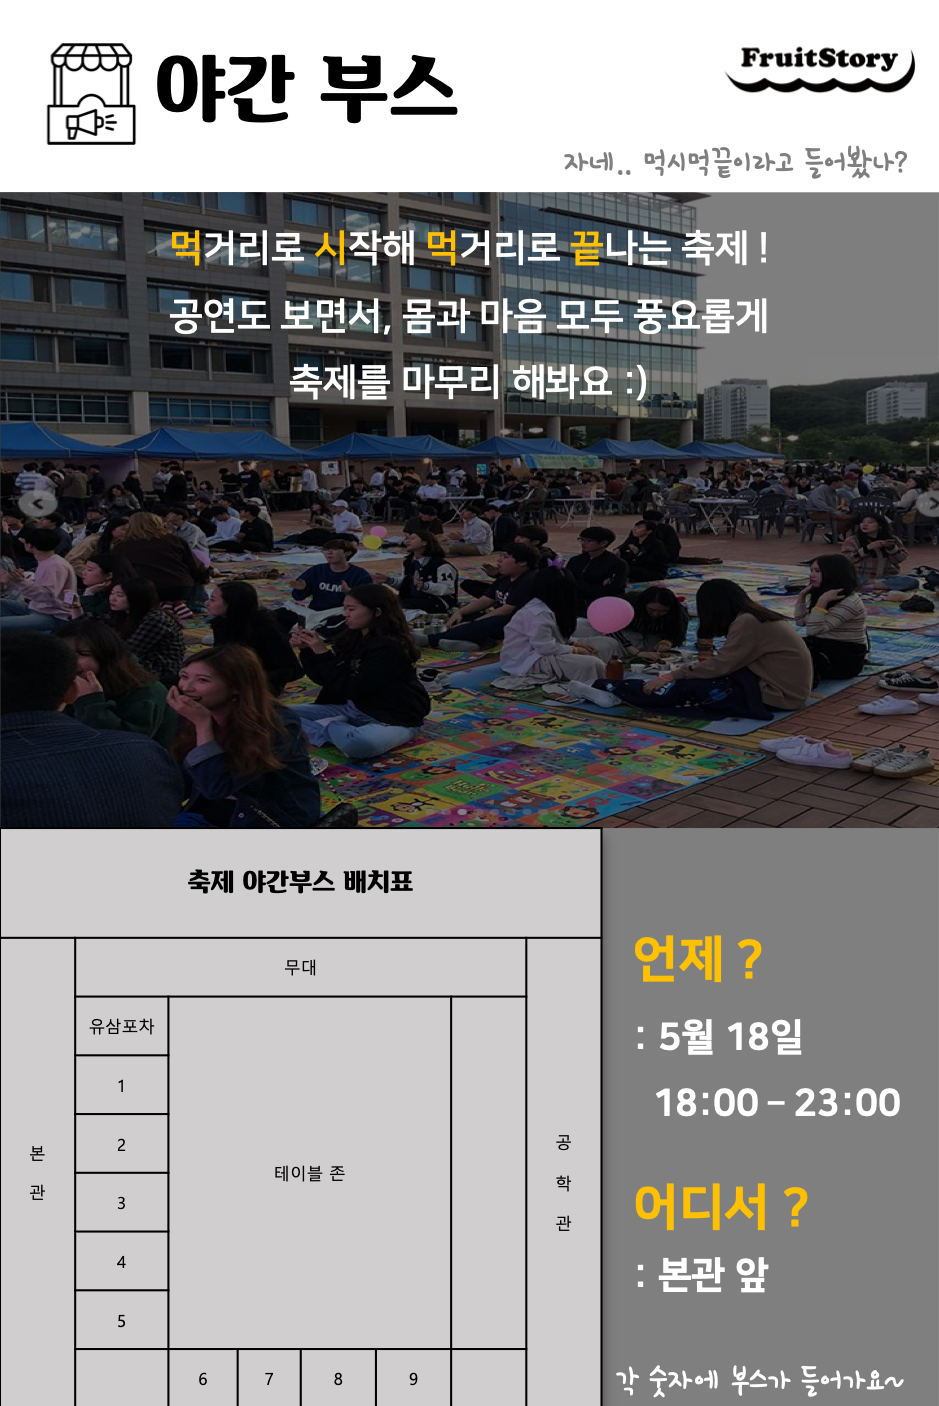 야간 부스
FruitStory
자네.. 먹시먹끝이라고 들어봤나?
먹거리로 시작해 먹거리로 끝나는 축제 !
공연도 보면서, 몸과 마음 모두 풍요롭게
축제를 마무리 해봐요 :)
OLM
14
축제 야간부스 배치표
무대
유삼포차
1
2
3
4
5
본
관
테이블 존
공
학
관
6 7 8 9
언제 ?
: 5월 18일
18:00 – 23:00
어디서 ?
: 본관 앞
각 숫자에 부스가 들어가요~